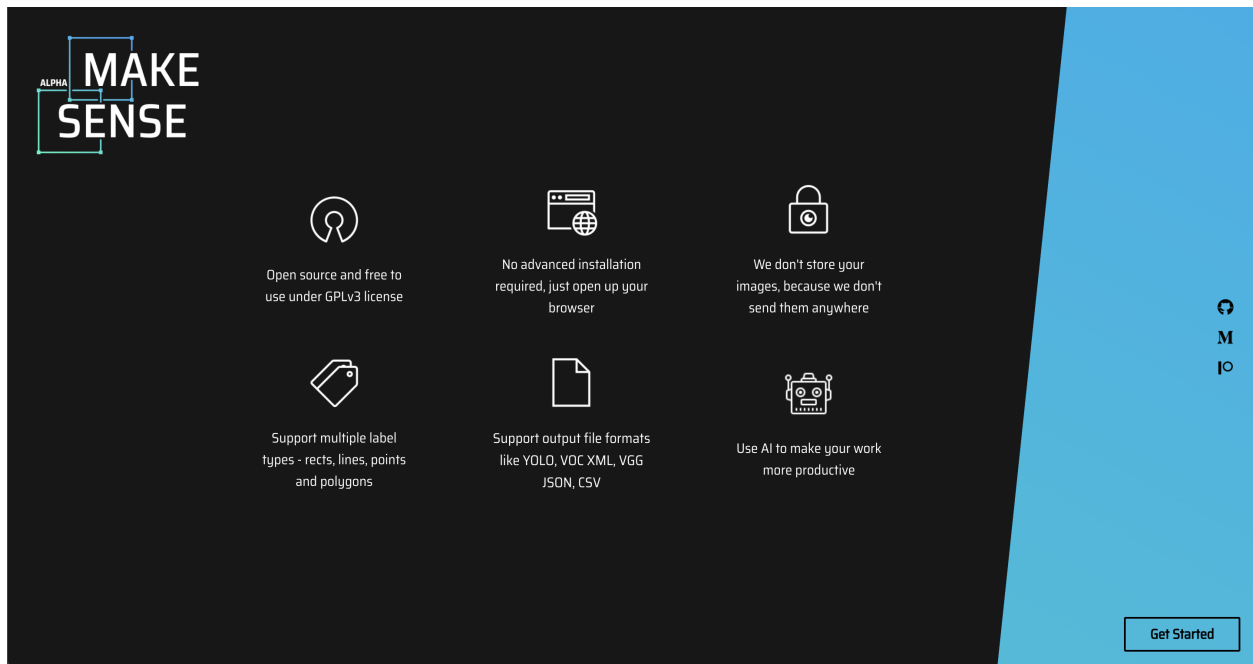 ALPHA
MAKE
SENSE
Open source and free to
use under GPLv3 license
No advanced installation
required, just open up your
browser
We don't store your
images, because we don't
send them anywhere
Support multiple label
types - rects, lines, points
and polygons
Support output file formats
like YOLO, VOC XML, VGG
JSON, CSV
Use AI to make your work
more productive
M
Get Started